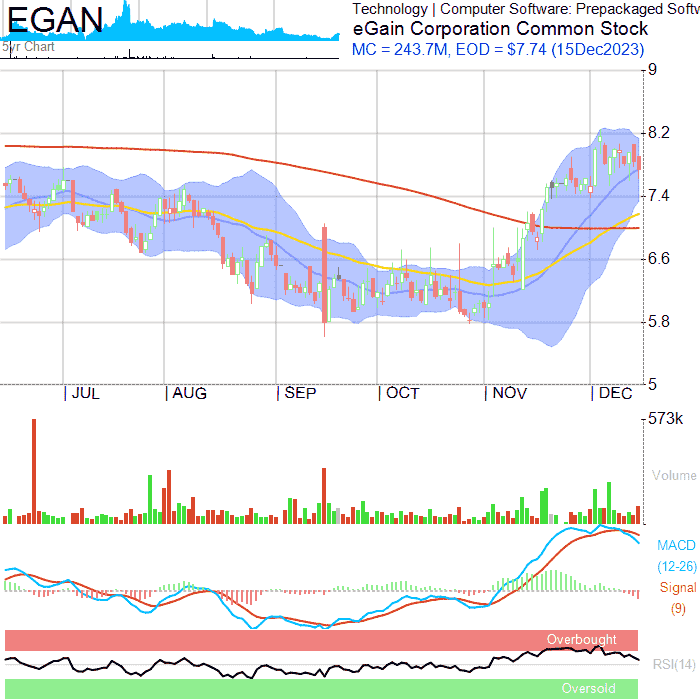 EGAN
5yr Chart
Technology | Computer Software: Prepackaged Softw
eGain Corporation Common Stock
MC = 243.7M, EOD = $7.74 (15Dec2023)
9
8.2
7.4
6.6
5.8
5
JUL AUG SEP OCT NOV DEC
573k
Volume
MACD
(12-26)
Signal
(9)
Overbought
RSI(14)
Oversold